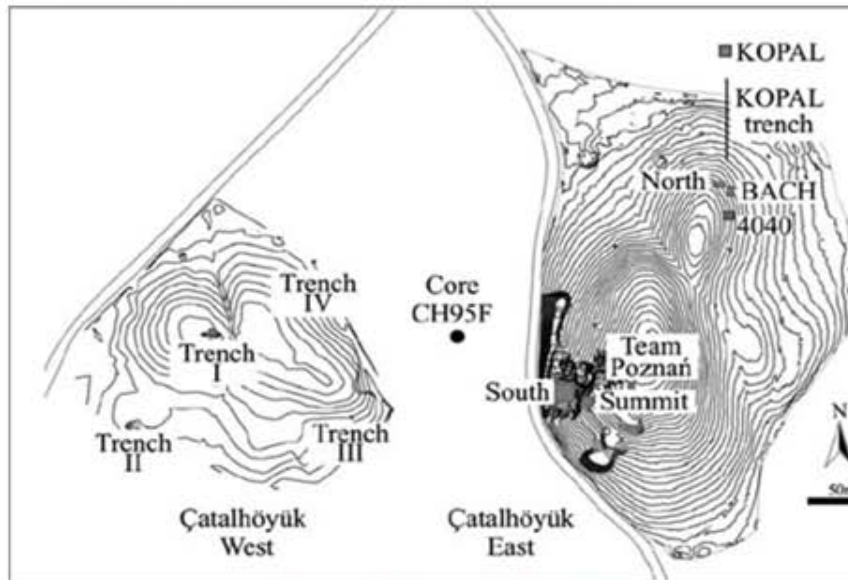 KOPAL
KOPAL
trench
North
BACH
4040
Trench
IV
Core
CH95F
Trench
I
Team
Poznań
South
Summit
Trench
II
Trench
III
Çatalhöyük
West
Çatalhöyük
East
N
50m